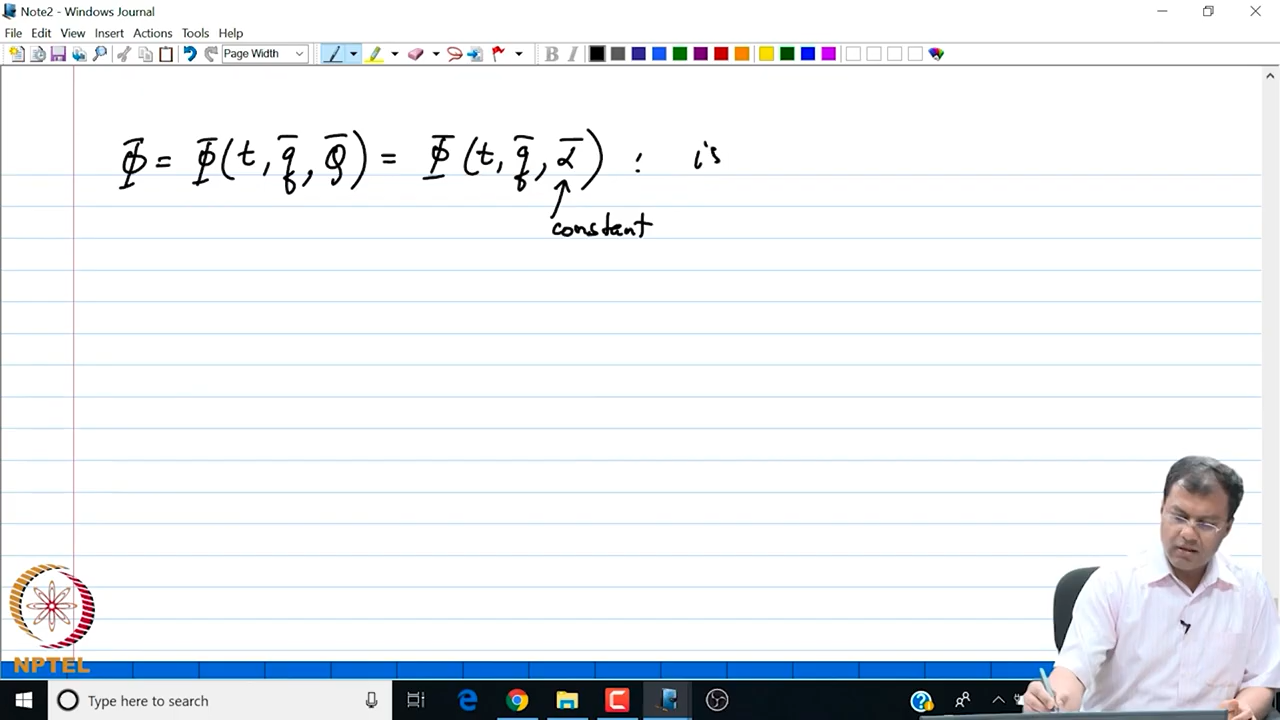 Note2 - Windows Journal
File Edit View Insert Actions Tools Help
Page Width B I
Φ = Φ(t, q̄, Q̄) = Φ(t, q̄, ᾱ) : is
constant
NPTEL
Type here to search